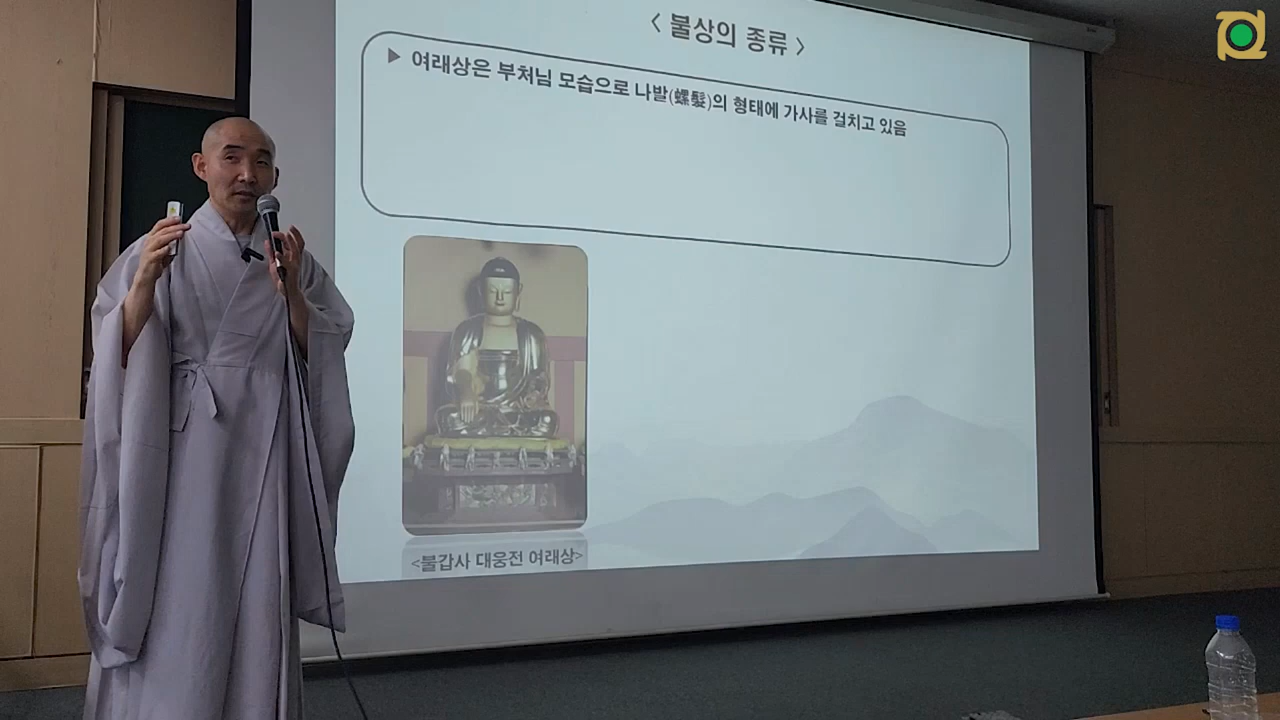 < 불상의 종류 >
▶ 여래상은 부처님 모습으로 나발(螺髮)의 형태에 가사를 걸치고 있음
<불갑사 대웅전 여래상>